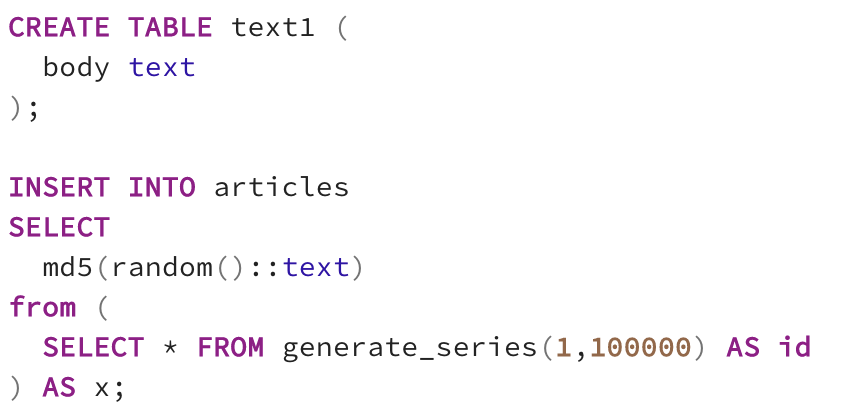 CREATE TABLE text1 (
  body text
);

INSERT INTO articles
SELECT
  md5(random()::text)
from (
  SELECT * FROM generate_series(1,100000) AS id
) AS x;